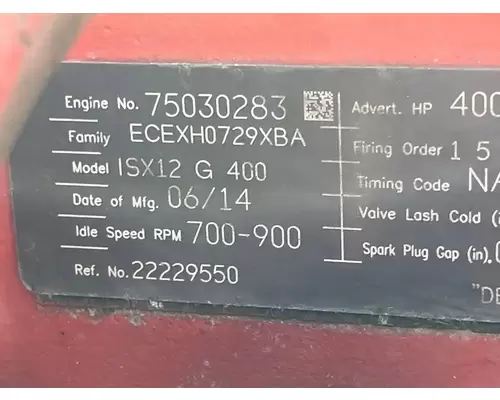 Engine No. 75030283
Family ECEXH0729XBA
Model ISX12 G 400
Date of Mfg. 06/14
Idle Speed RPM 700-900
Ref. No. 22229550
Advert. HP 400
Firing Order 1 5
Timing Code NA
Valve Lash Cold
Spark Plug Gap (in).
"DE